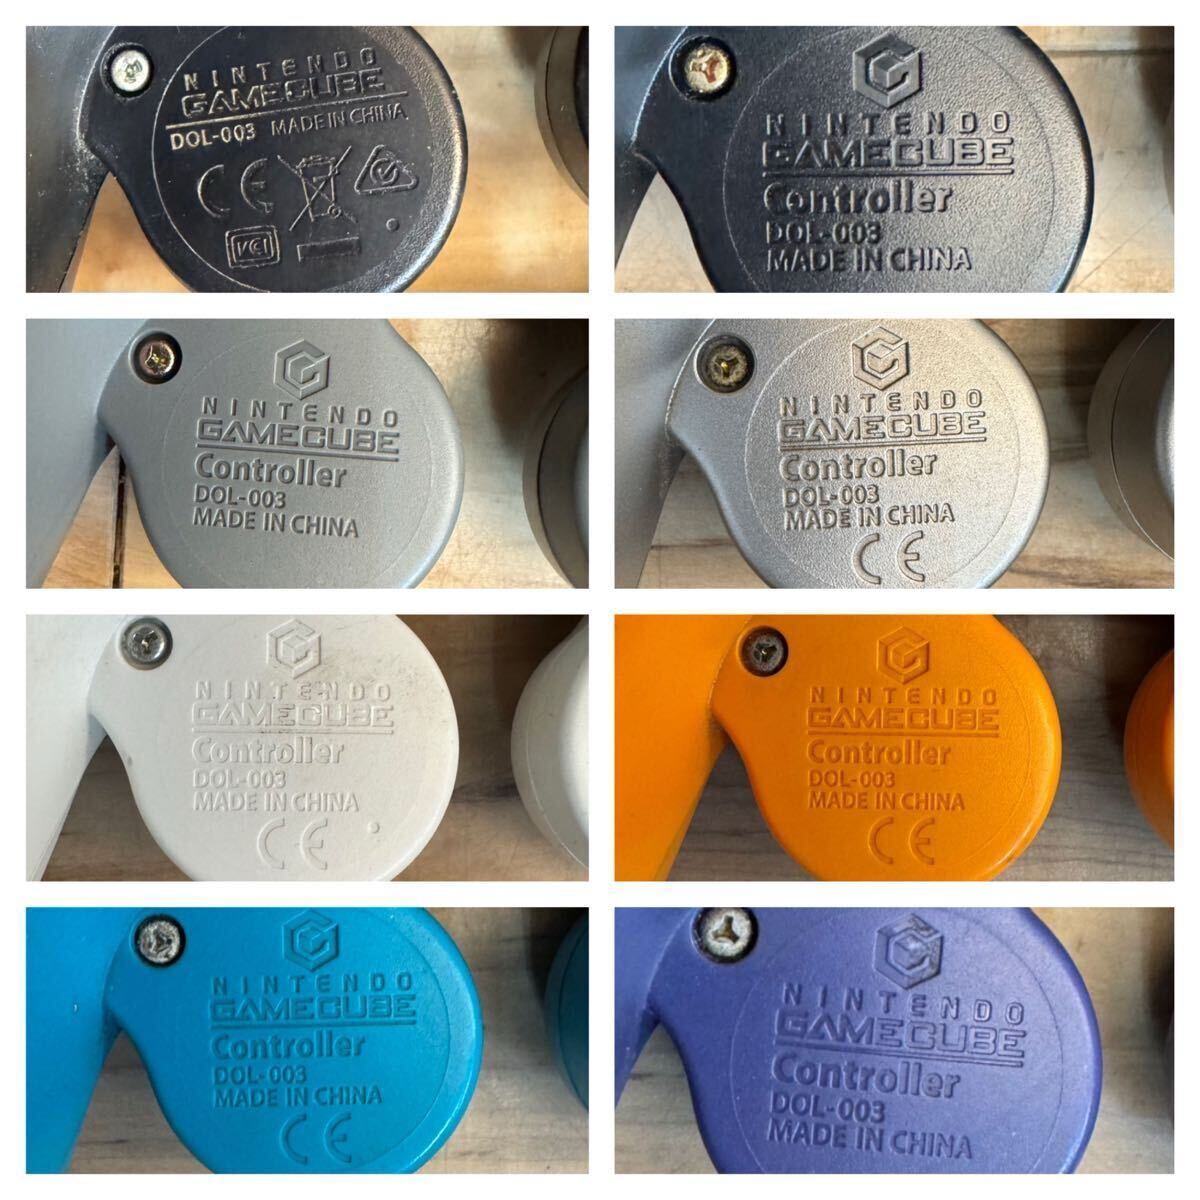 NINTENDO
GAMECUBE
DOL-003 MADE IN CHINA
CE
VCCI
NINTENDO
GAMECUBE
Controller
DOL-003
MADE IN CHINA
NINTENDO
GAMECUBE
Controller
DOL-003
MADE IN CHINA
NINTENDO
GAMECUBE
Controller
DOL-003
MADE IN CHINA
CE
NINTENDO
GAMECUBE
Controller
DOL-003
MADE IN CHINA
CE
NINTENDO
GAMECUBE
Controller
DOL-003
MADE IN CHINA
CE
NINTENDO
GAMECUBE
Controller
DOL-003
MADE IN CHINA
CE
NINTENDO
GAMECUBE
Controller
DOL-003
MADE IN CHINA